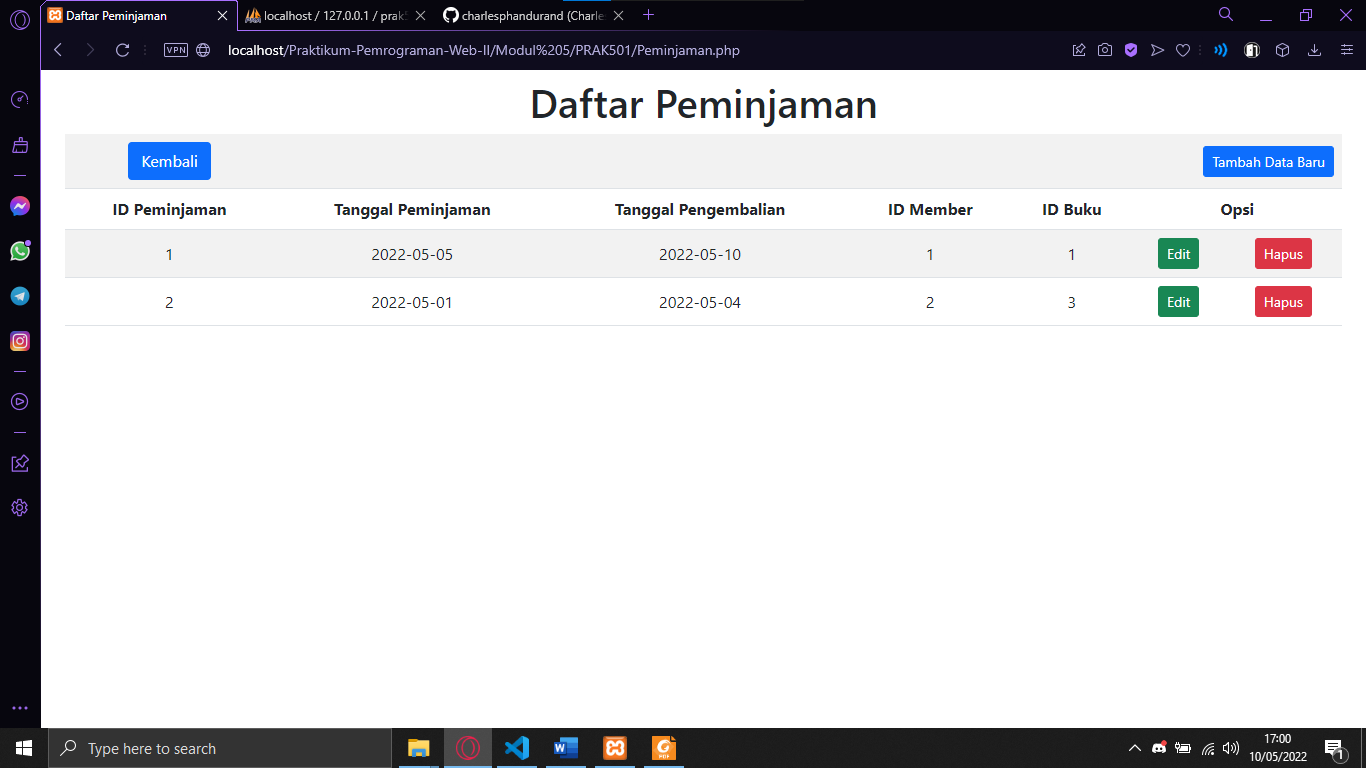 Daftar Peminjaman
localhost / 127.0.0.1 / prak5
charlesphandurand (Charle
VPN
localhost/Praktikum-Pemrograman-Web-II/Modul%205/PRAK501/Peminjaman.php
Daftar Peminjaman
Kembali Tambah Data Baru
ID Peminjaman Tanggal Peminjaman Tanggal Pengembalian ID Member ID Buku Opsi
1 2022-05-05 2022-05-10 1 1 Edit Hapus
2 2022-05-01 2022-05-04 2 3 Edit Hapus
Type here to search
17:00
10/05/2022
1